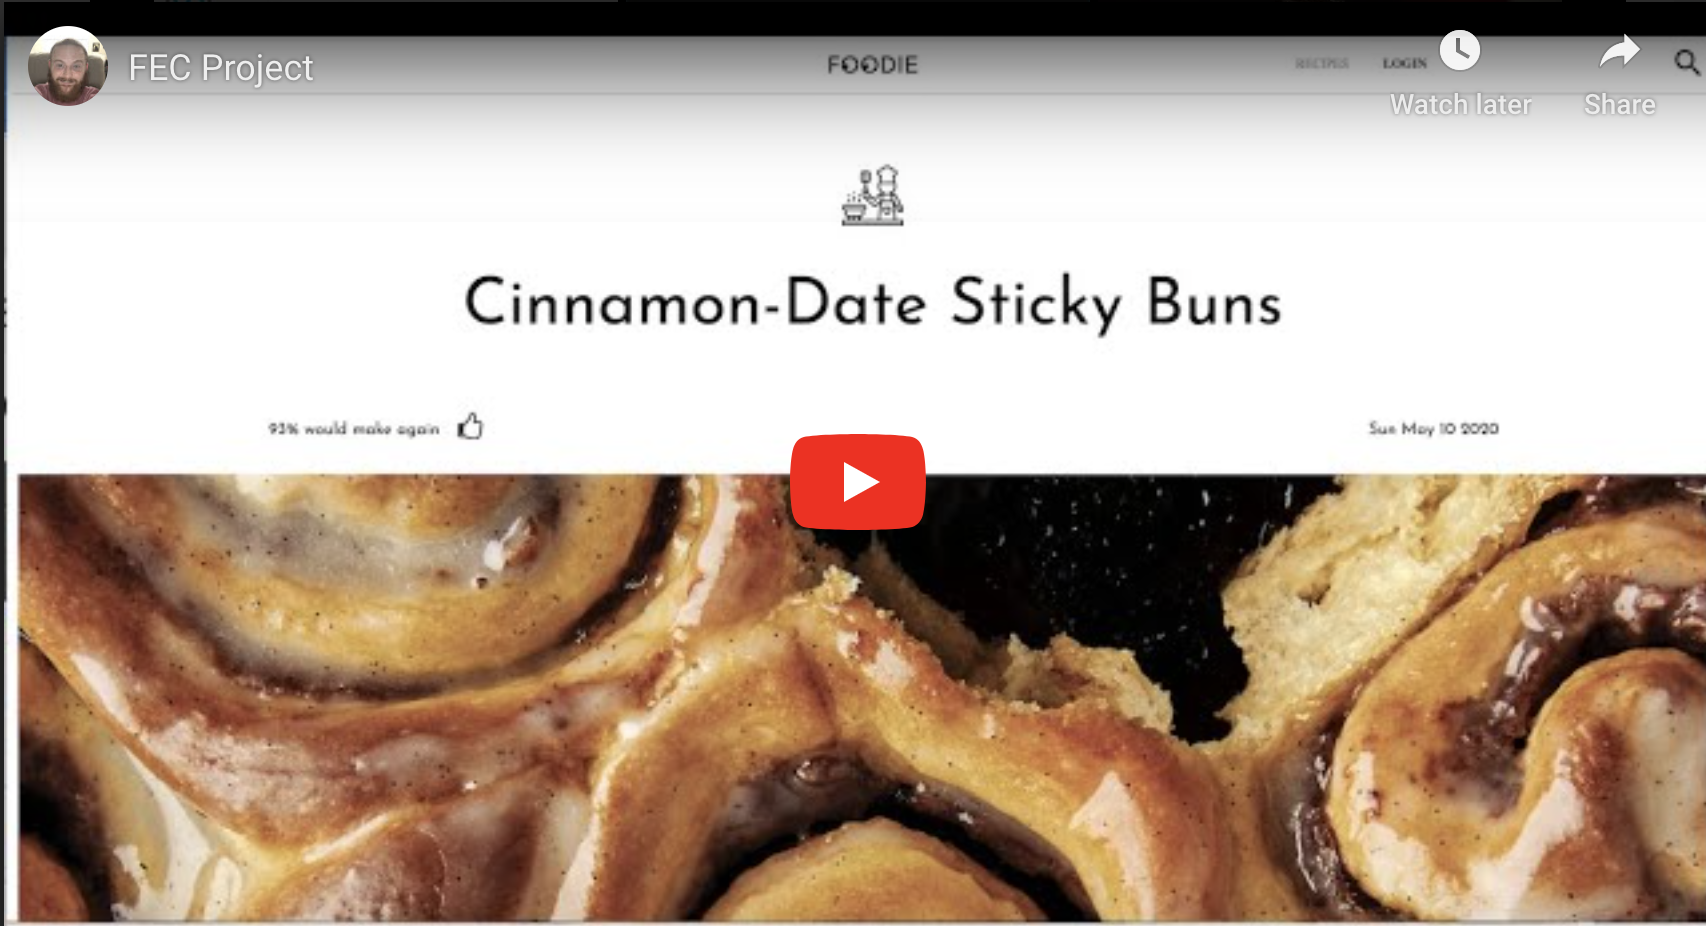 FEC Project
FOODIE
RECIPES
LOGIN
Watch later
Share
Cinnamon-Date Sticky Buns
93% would make again
Sun May 10 2020